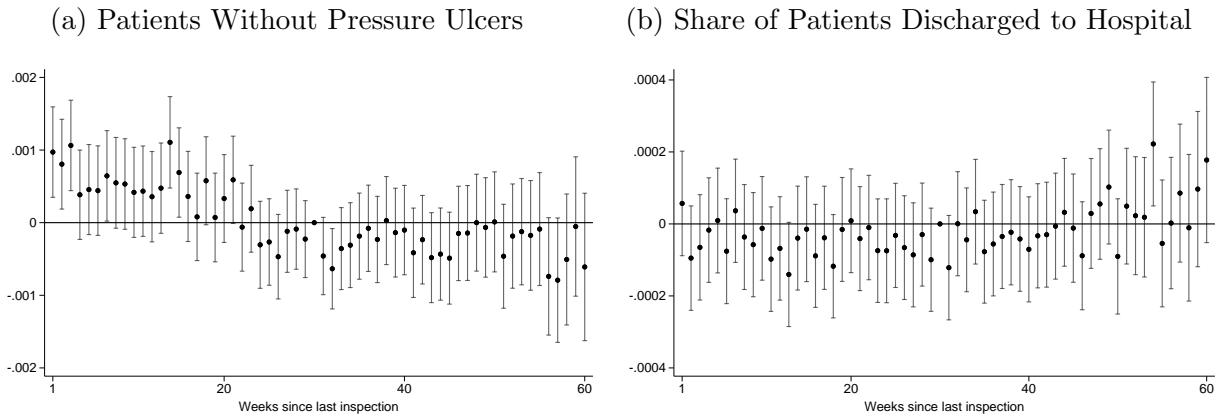 (a) Patients Without Pressure Ulcers
.002
.001
0
-.001
-.002
1 20 40 60
Weeks since last inspection
(b) Share of Patients Discharged to Hospital
.0004
.0002
0
-.0002
-.0004
1 20 40 60
Weeks since last inspection